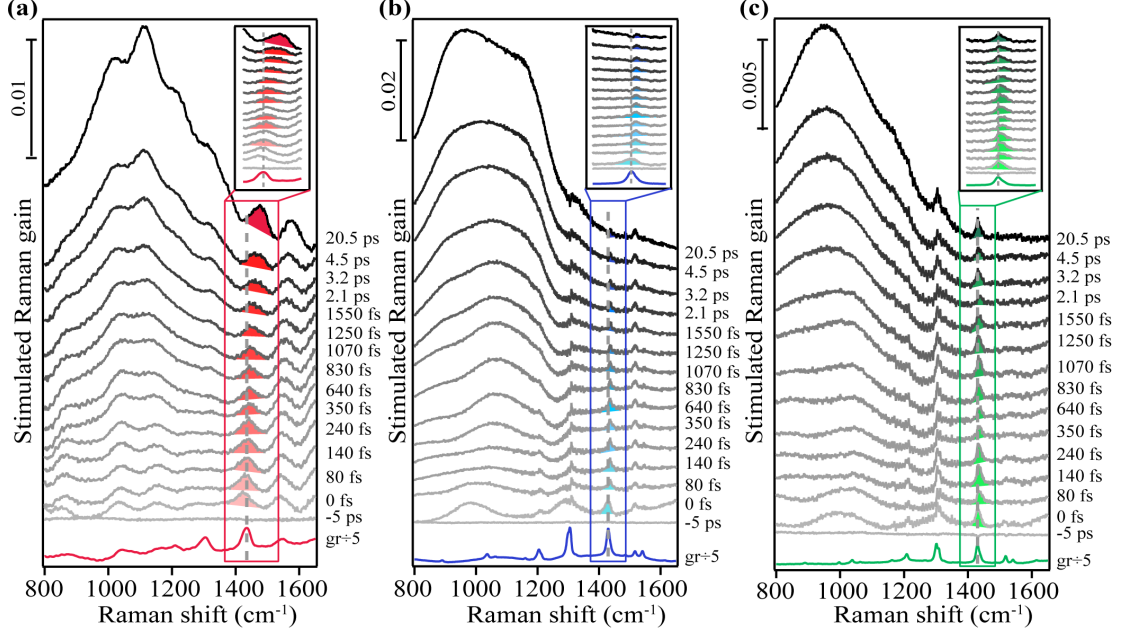 (a)
0.01
Stimulated Raman gain
20.5 ps
4.5 ps
3.2 ps
2.1 ps
1550 fs
1250 fs
1070 fs
830 fs
640 fs
350 fs
240 fs
140 fs
80 fs
0 fs
-5 ps
gr÷5
800 1000 1200 1400 1600
Raman shift (cm⁻¹)
(b)
0.02
Stimulated Raman gain
20.5 ps
4.5 ps
3.2 ps
2.1 ps
1550 fs
1250 fs
1070 fs
830 fs
640 fs
350 fs
240 fs
140 fs
80 fs
0 fs
-5 ps
gr÷5
800 1000 1200 1400 1600
Raman shift (cm⁻¹)
(c)
0.005
Stimulated Raman gain
20.5 ps
4.5 ps
3.2 ps
2.1 ps
1550 fs
1250 fs
1070 fs
830 fs
640 fs
350 fs
240 fs
140 fs
80 fs
0 fs
-5 ps
gr÷5
800 1000 1200 1400 1600
Raman shift (cm⁻¹)